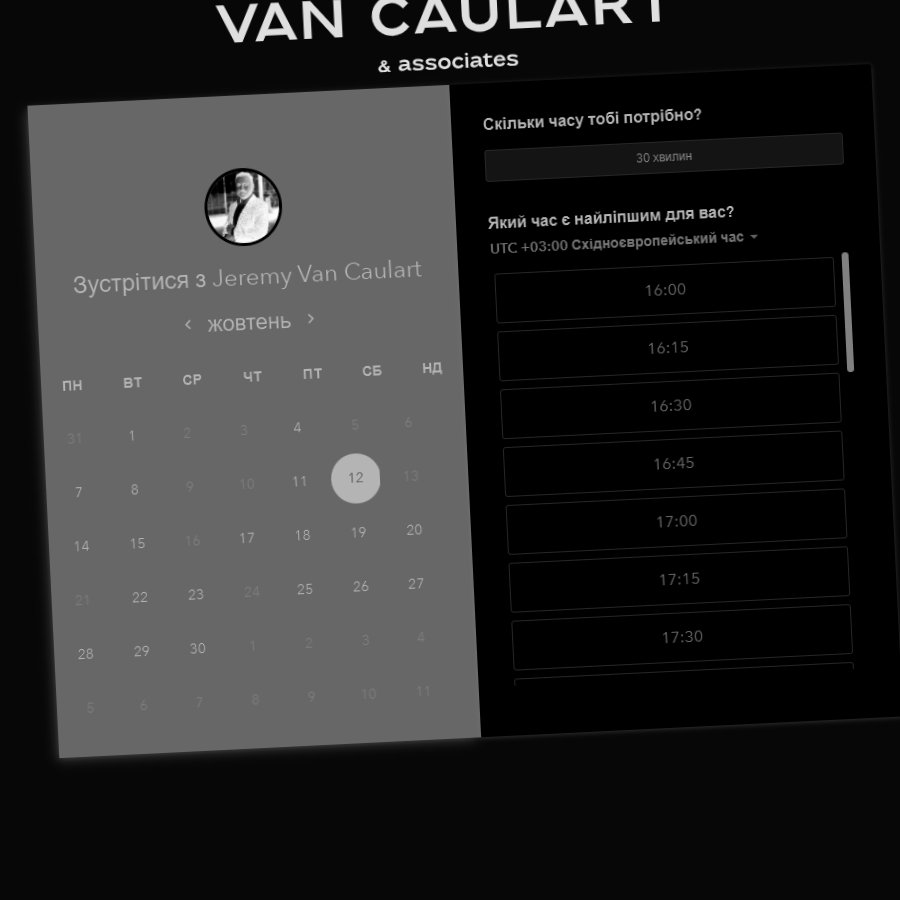 VAN CAULART
& associates
Зустрітися з Jeremy Van Caulart
‹ жовтень ›
ПН ВТ СР ЧТ ПТ СБ НД
31 1 2 3 4 5 6
7 8 9 10 11 12 13
14 15 16 17 18 19 20
21 22 23 24 25 26 27
28 29 30 1 2 3 4
5 6 7 8 9 10 11
Скільки часу тобі потрібно?
30 хвилин
Який час є найліпшим для вас?
UTC +03:00 Східноєвропейський час
16:00
16:15
16:30
16:45
17:00
17:15
17:30